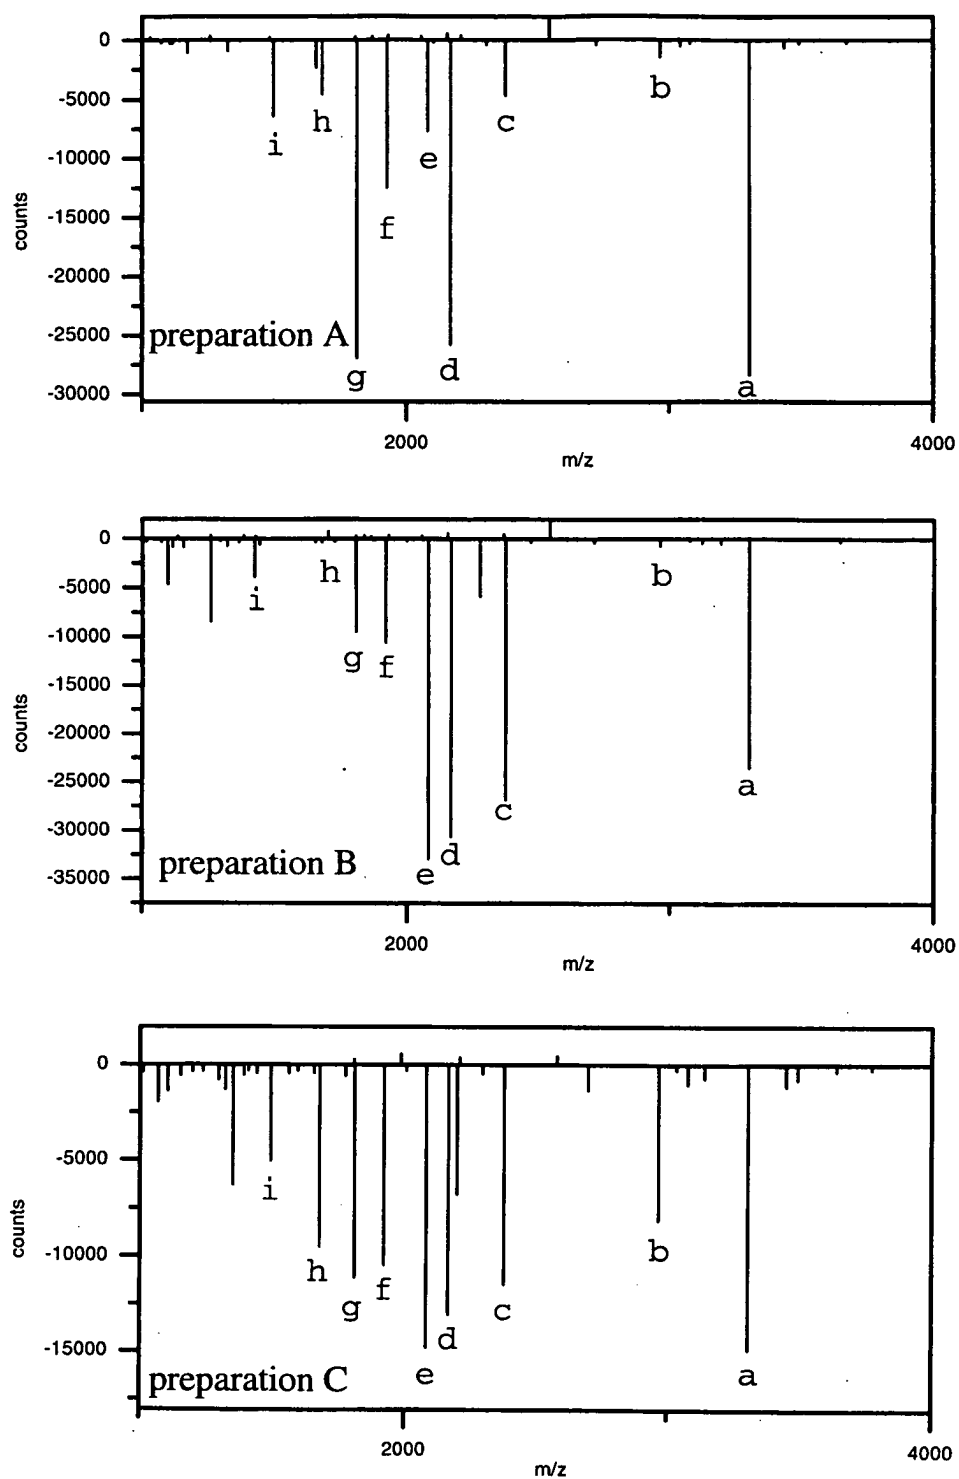 0
-5000
-10000
-15000
-20000
-25000
-30000
counts
i
h
g
f
e
d
c
b
a
preparation A
2000
4000
m/z
0
-5000
-10000
-15000
-20000
-25000
-30000
-35000
counts
i
h
g
f
e
d
c
b
a
preparation B
2000
4000
m/z
0
-5000
-10000
-15000
counts
i
h
g
f
e
d
c
b
a
preparation C
2000
4000
m/z